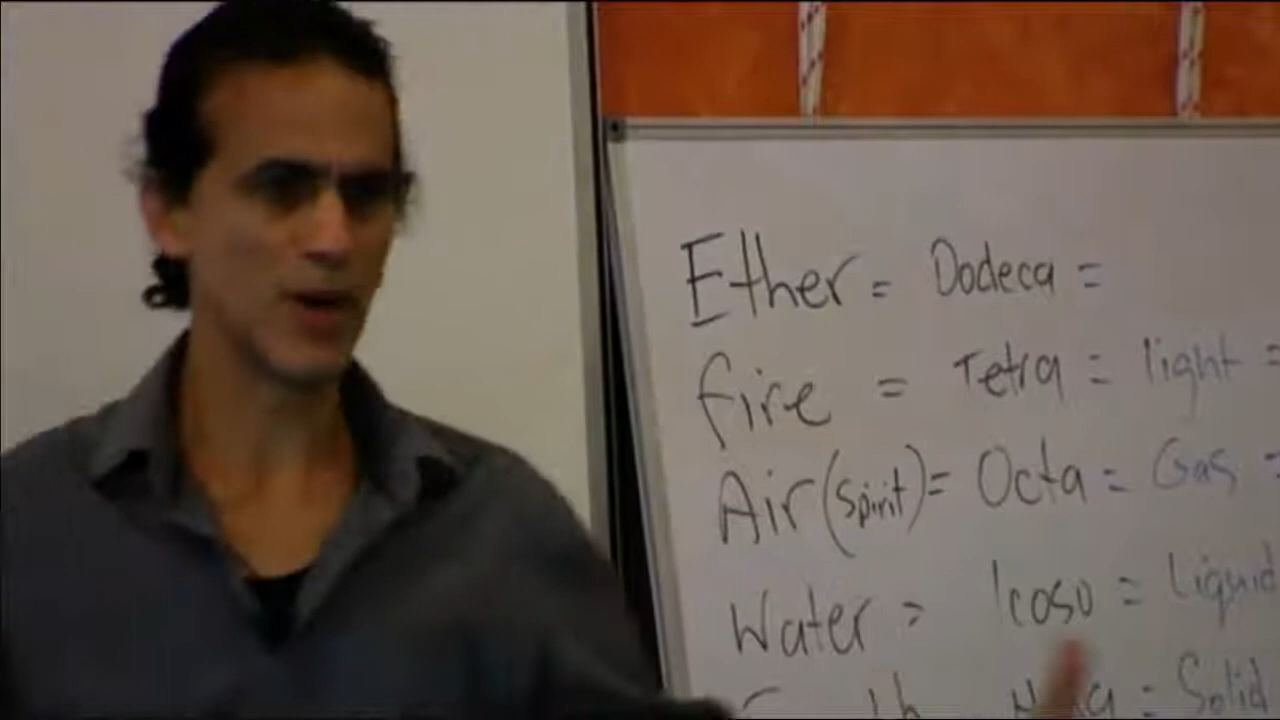 Ether = Dodeca =
fire = Tetra = light =
Air (spirit) = Octa = Gas =
Water = Icoso = Liquid
= Solid